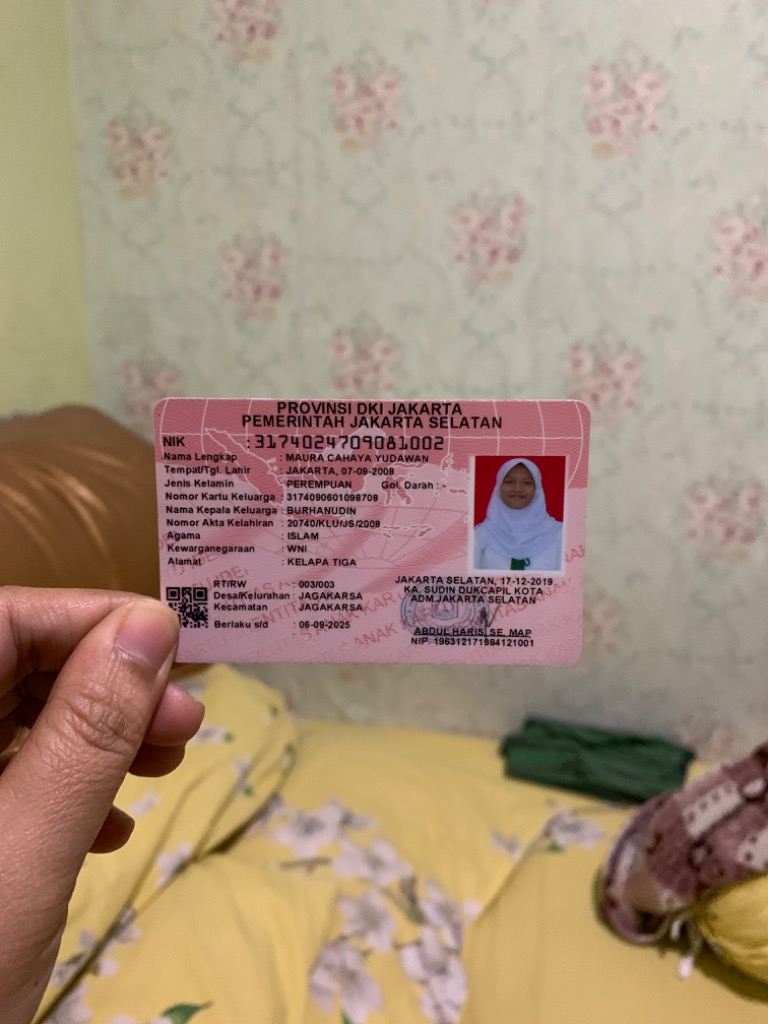 PROVINSI DKI JAKARTA
PEMERINTAH JAKARTA SELATAN
NIK : 3174024709081002
Nama Lengkap : MAURA CAHAYA YUDAWAN
Tempat/Tgl. Lahir : JAKARTA, 07-09-2008
Jenis Kelamin : PEREMPUAN Gol. Darah : -
Nomor Kartu Keluarga : 3174090601098708
Nama Kepala Keluarga : BURHANUDIN
Nomor Akta Kelahiran : 20740/KLU/JS/2008
Agama : ISLAM
Kewarganegaraan : WNI
Alamat : KELAPA TIGA
RT/RW : 003/003
Desa/Kelurahan : JAGAKARSA
Kecamatan : JAGAKARSA
Berlaku s/d : 06-09-2025
JAKARTA SELATAN, 17-12-2019
KA. SUDIN DUKCAPIL KOTA
ADM.JAKARTA SELATAN
ABDUL HARIS, SE, MAP
NIP. 196312171984121001